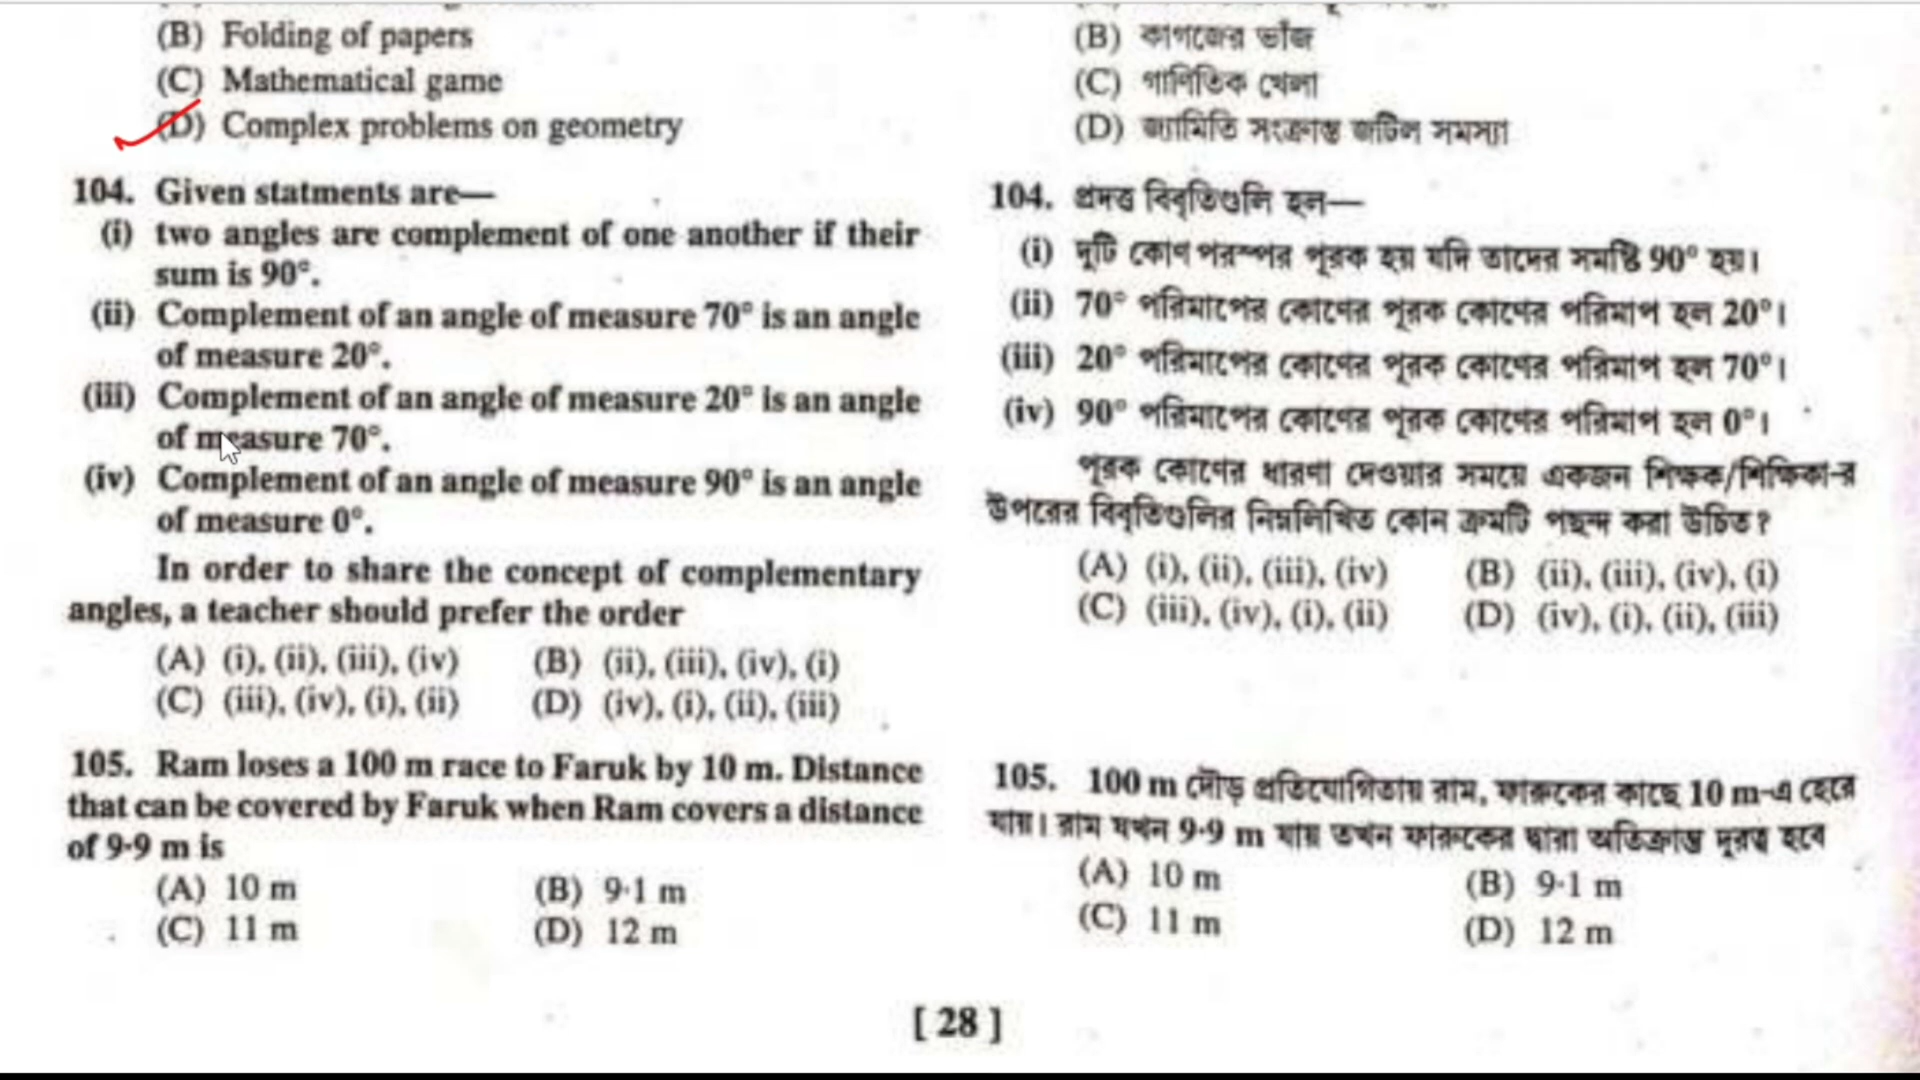 (B) Folding of papers
(C) Mathematical game
(D) Complex problems on geometry
104. Given statments are—
(i) two angles are complement of one another if their
sum is 90°.
(ii) Complement of an angle of measure 70° is an angle
of measure 20°.
(iii) Complement of an angle of measure 20° is an angle
of measure 70°.
(iv) Complement of an angle of measure 90° is an angle
of measure 0°.
In order to share the concept of complementary
angles, a teacher should prefer the order
(A) (i), (ii), (iii), (iv) (B) (ii), (iii), (iv), (i)
(C) (iii), (iv), (i), (ii) (D) (iv), (i), (ii), (iii)
105. Ram loses a 100 m race to Faruk by 10 m. Distance
that can be covered by Faruk when Ram covers a distance
of 9·9 m is
(A) 10 m (B) 9·1 m
(C) 11 m (D) 12 m
(B) কাগজের ভাঁজ
(C) গাণিতিক খেলা
(D) জ্যামিতি সংক্রান্ত জটিল সমস্যা
104. প্রদত্ত বিবৃতিগুলি হল—
(i) দুটি কোণ পরস্পর পূরক হয় যদি তাদের সমষ্টি 90° হয়।
(ii) 70° পরিমাপের কোণের পূরক কোণের পরিমাপ হল 20°।
(iii) 20° পরিমাপের কোণের পূরক কোণের পরিমাপ হল 70°।
(iv) 90° পরিমাপের কোণের পূরক কোণের পরিমাপ হল 0°।
পূরক কোণের ধারণা দেওয়ার সময়ে একজন শিক্ষক/শিক্ষিকা-র
উপরের বিবৃতিগুলির নিম্নলিখিত কোন ক্রমটি পছন্দ করা উচিত?
(A) (i), (ii), (iii), (iv) (B) (ii), (iii), (iv), (i)
(C) (iii), (iv), (i), (ii) (D) (iv), (i), (ii), (iii)
105. 100 m দৌড় প্রতিযোগিতায় রাম, ফারুকের কাছে 10 m-এ হেরে
যায়। রাম যখন 9·9 m যায় তখন ফারুকের দ্বারা অতিক্রান্ত দূরত্ব হবে
(A) 10 m (B) 9·1 m
(C) 11 m (D) 12 m
[ 28 ]